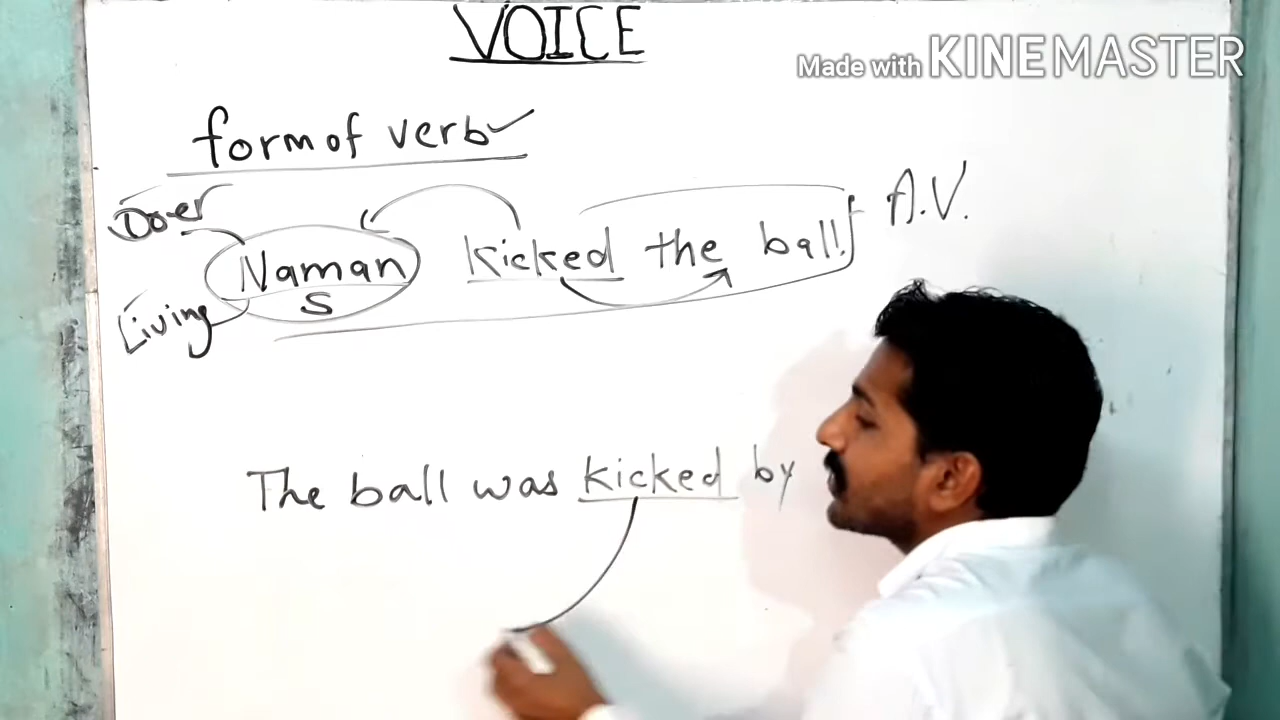 VOICE
Made with KINEMASTER
form of verb
Doer
Naman kicked the ball. A.V.
S
Living
The ball was kicked by